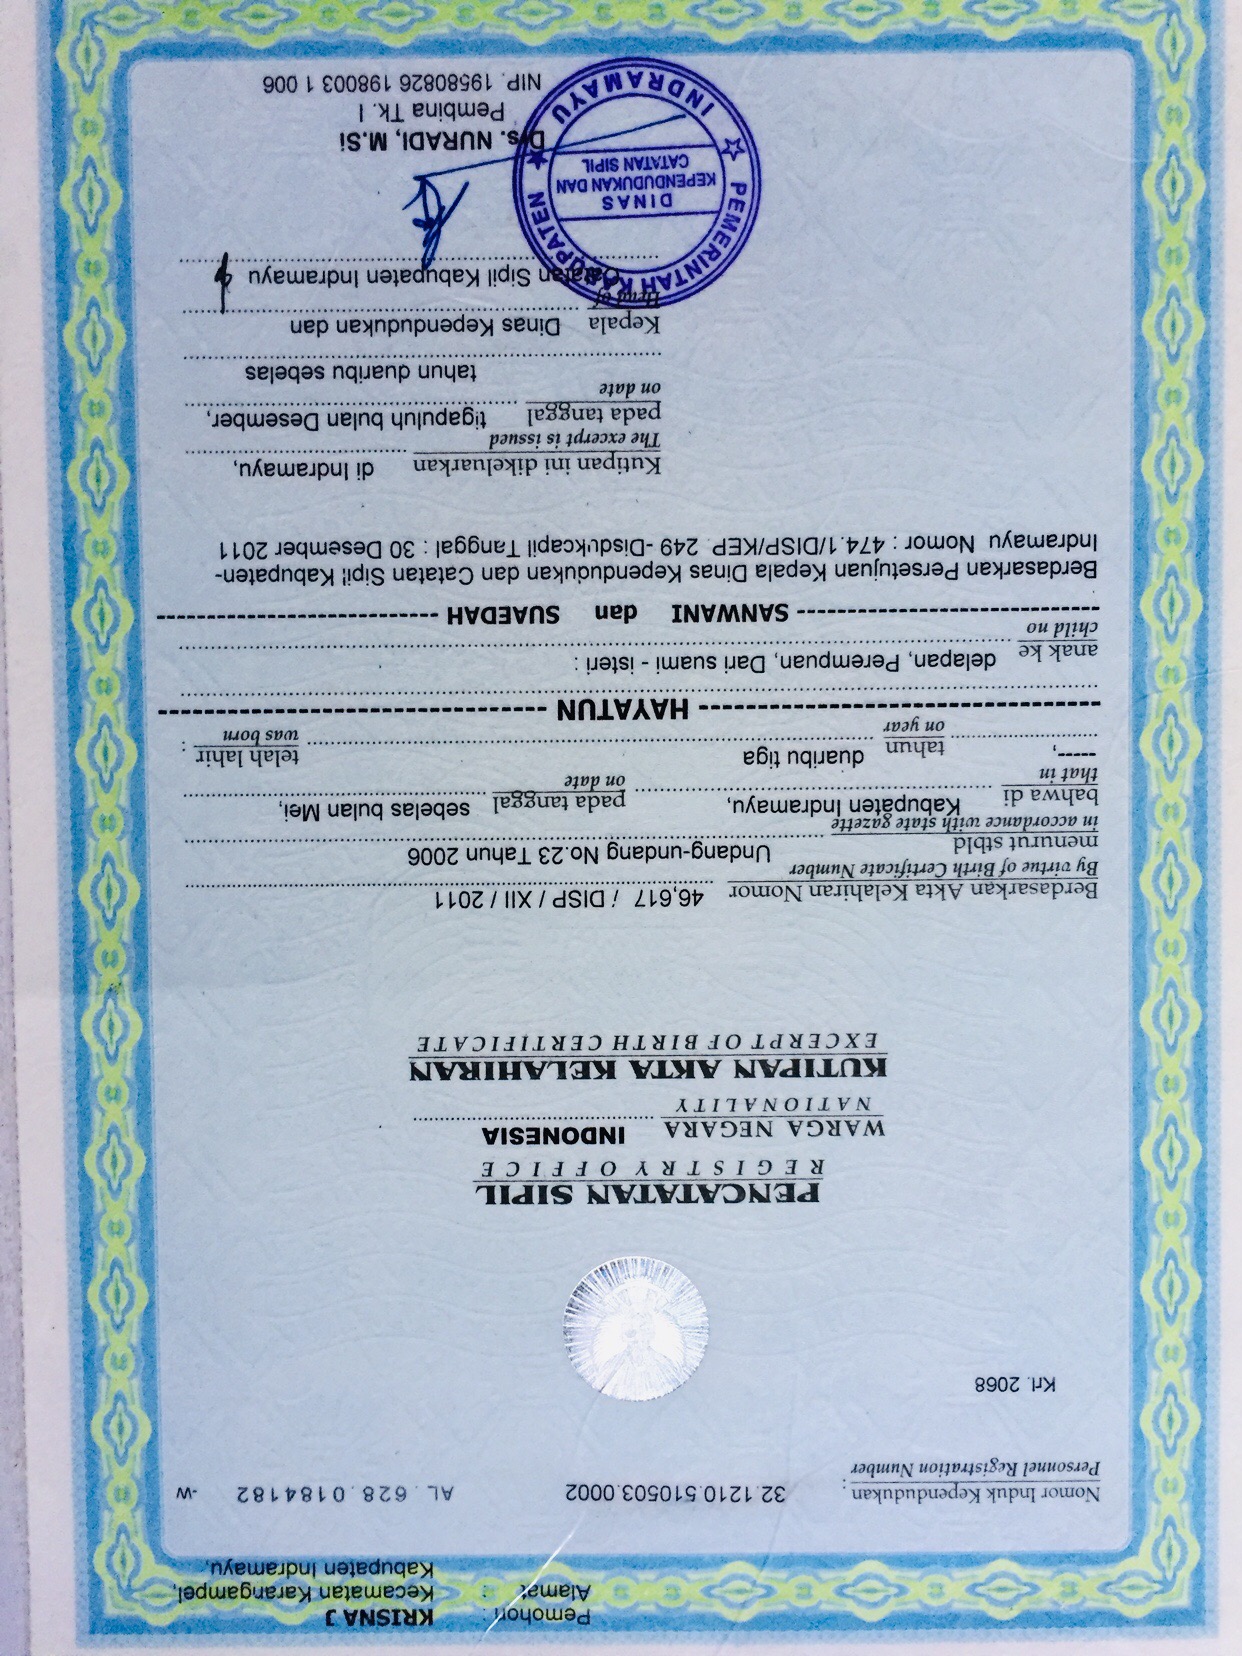 Pemohon : KRISNA J
Alamat : Kecamatan Karangampel,
Kabupaten Indramayu,
Nomor Induk Kependudukan : 32.1210.510503.0002 AL. 628.0184182 -W
Personnel Registration Number
Krl. 2068
PENCATATAN SIPIL
REGISTRY OFFICE
WARGA NEGARA INDONESIA
NATIONALITY
KUTIPAN AKTA KELAHIRAN
EXCERPT OF BIRTH CERTIFICATE
Berdasarkan Akta Kelahiran Nomor 46,617 / DISP / XII / 2011
By virtue of Birth Certificate Number
menurut stbld Undang-undang No.23 Tahun 2006
in accordance with state gazette
bahwa di Kabupaten Indramayu, pada tanggal sebelas bulan Mei,
that in on date
-----, tahun duaribu tiga telah lahir :
on year was born
HAYATUN
anak ke delapan, Perempuan, Dari suami - isteri :
child no
SANWANI dan SUAEDAH
Berdasarkan Persetujuan Kepala Dinas Kependudukan dan Catatan Sipil Kabupaten-
Indramayu Nomor : 474.1/DISP/KEP 249 -Disdukcapil Tanggal : 30 Desember 2011
Kutipan ini dikeluarkan di Indramayu,
The excerpt is issued
pada tanggal tigapuluh bulan Desember,
on date
tahun duaribu sebelas
Kepala Dinas Kependudukan dan
Head of
Catatan Sipil Kabupaten Indramayu
PEMERINTAH KABUPATEN INDRAMAYU
DINAS
KEPENDUDUKAN DAN
CATATAN SIPIL
Drs. NURADI, M.Si
Pembina Tk. I
NIP. 19580826 198003 1 006